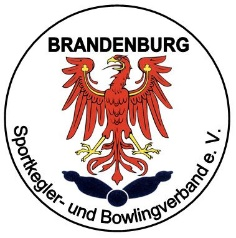 BRANDENBURG
Sportkegler- und Bowlingverband e. V.